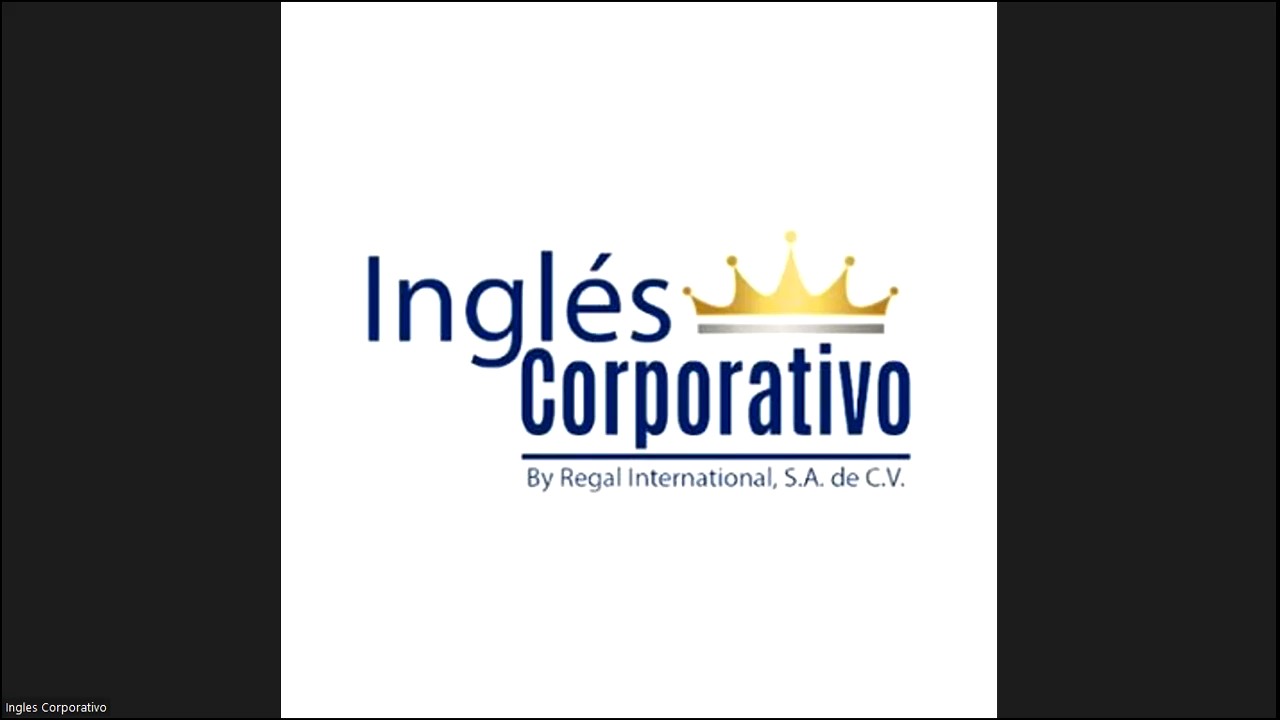 Inglés
Corporativo
By Regal International, S.A. de C.V.
Ingles Corporativo